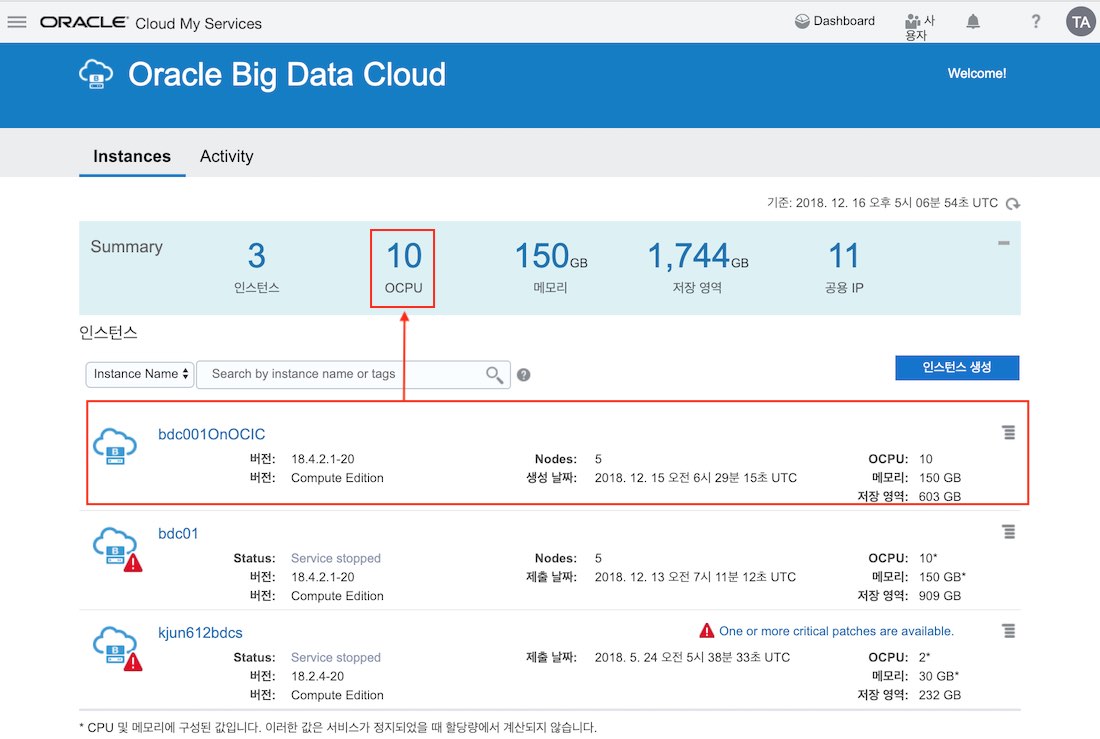 ORACLE® Cloud My Services
Dashboard
사용자
?
TA
Oracle Big Data Cloud
Welcome!
Instances Activity
기준: 2018. 12. 16 오후 5시 06분 54초 UTC
Summary
3 10 150GB 1,744GB 11
인스턴스 OCPU 메모리 저장 영역 공용 IP
인스턴스
Instance Name Search by instance name or tags ?
인스턴스 생성
bdc001OnOCIC
버전: 18.4.2.1-20 Nodes: 5 OCPU: 10
버전: Compute Edition 생성 날짜: 2018. 12. 15 오전 6시 29분 15초 UTC 메모리: 150 GB
저장 영역: 603 GB
bdc01
Status: Service stopped Nodes: 5 OCPU: 10*
버전: 18.4.2.1-20 제출 날짜: 2018. 12. 13 오전 7시 11분 12초 UTC 메모리: 150 GB*
버전: Compute Edition 저장 영역: 909 GB
kjun612bdcs One or more critical patches are available.
Status: Service stopped 제출 날짜: 2018. 5. 24 오전 5시 38분 33초 UTC OCPU: 2*
버전: 18.2.4-20 메모리: 30 GB*
버전: Compute Edition 저장 영역: 232 GB
* CPU 및 메모리에 구성된 값입니다. 이러한 값은 서비스가 정지되었을 때 할당량에서 계산되지 않습니다.